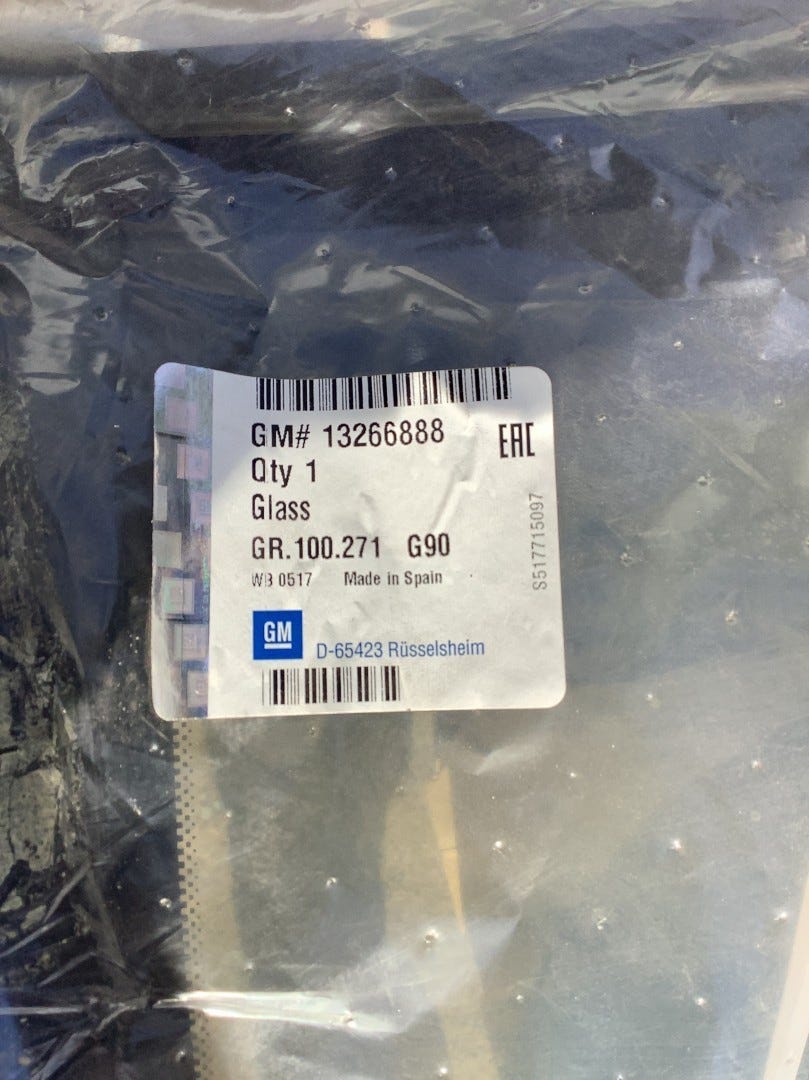 GM# 13266888
EAC
Qty 1
Glass
GR.100.271 G90
WB 0517 Made in Spain
S517715097
GM
D-65423 Rüsselsheim